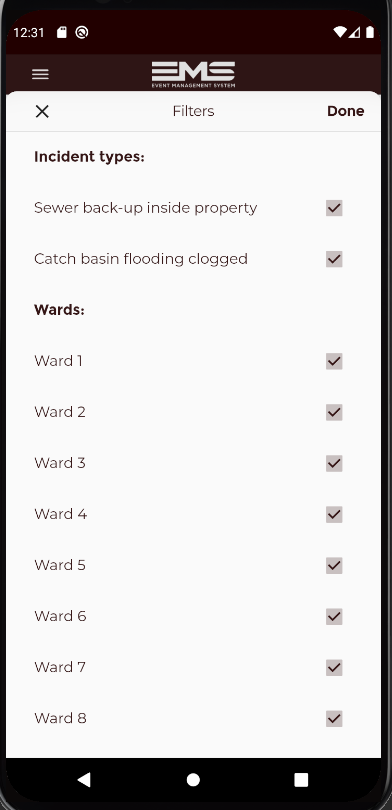 12:31
EMS
EVENT MANAGEMENT SYSTEM
Filters Done
Incident types:
Sewer back-up inside property
Catch basin flooding clogged
Wards:
Ward 1
Ward 2
Ward 3
Ward 4
Ward 5
Ward 6
Ward 7
Ward 8